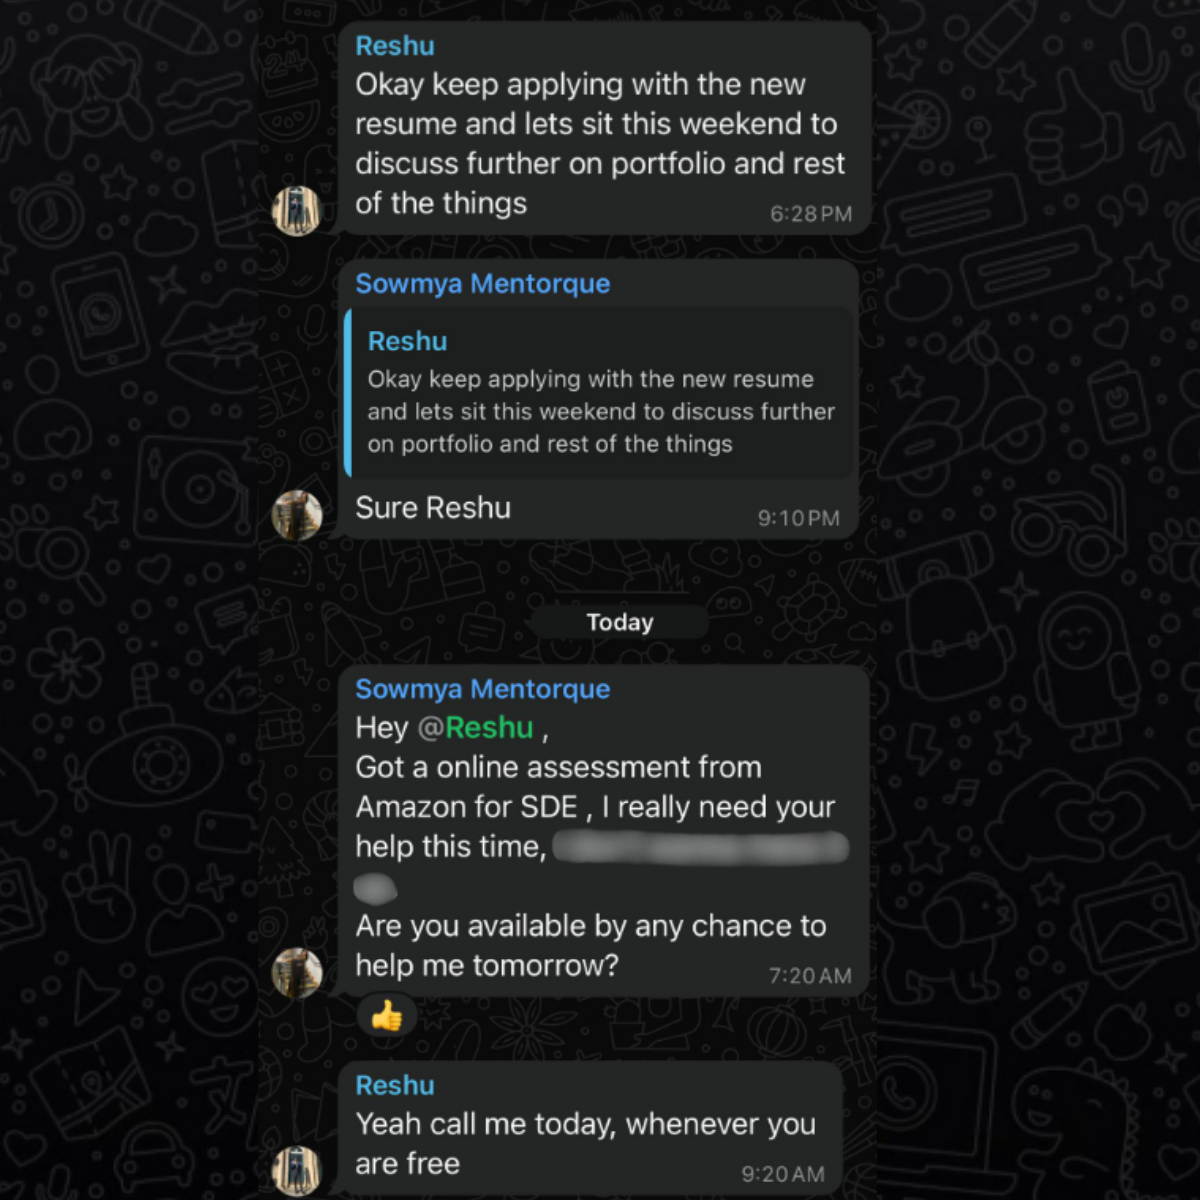 Reshu
Okay keep applying with the new
resume and lets sit this weekend to
discuss further on portfolio and rest
of the things
6:28 PM
Sowmya Mentorque
Reshu
Okay keep applying with the new resume
and lets sit this weekend to discuss further
on portfolio and rest of the things
Sure Reshu
9:10 PM
Today
Sowmya Mentorque
Hey @Reshu ,
Got a online assessment from
Amazon for SDE , I really need your
help this time,
Are you available by any chance to
help me tomorrow?
7:20 AM
Reshu
Yeah call me today, whenever you
are free
9:20 AM